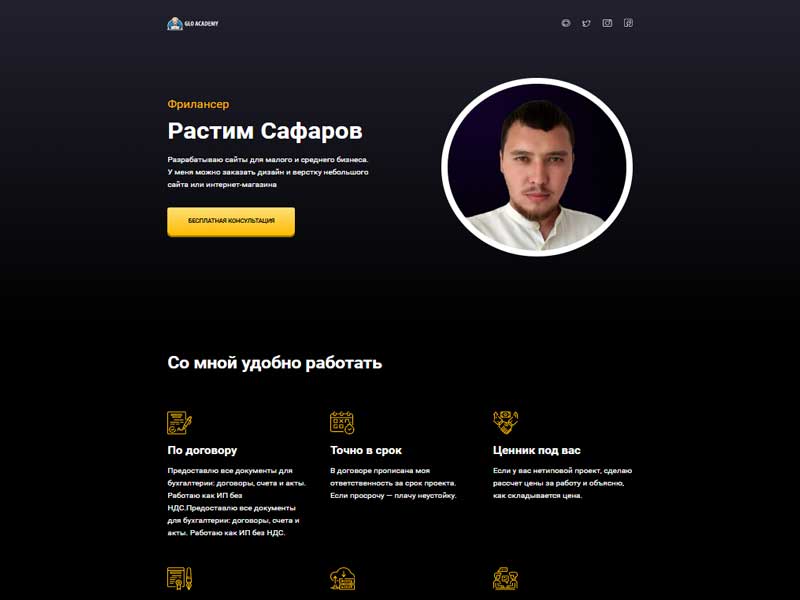 GLO ACADEMY
Фрилансер
Растим Сафаров
Разрабатываю сайты для малого и среднего бизнеса.
У меня можно заказать дизайн и верстку небольшого
сайта или интернет-магазина
БЕСПЛАТНАЯ КОНСУЛЬТАЦИЯ
Со мной удобно работать
По договору
Предоставлю все документы для
бухгалтерии: договоры, счета и акты.
Работаю как ИП без
НДС.Предоставлю все документы
для бухгалтерии: договоры, счета и
акты. Работаю как ИП без НДС.
Точно в срок
В договоре прописана моя
ответственность за срок проекта.
Если просрочу — плачу неустойку.
Ценник под вас
Если у вас нетиповой проект, сделаю
рассчет цены за работу и объясню,
как складывается цена.